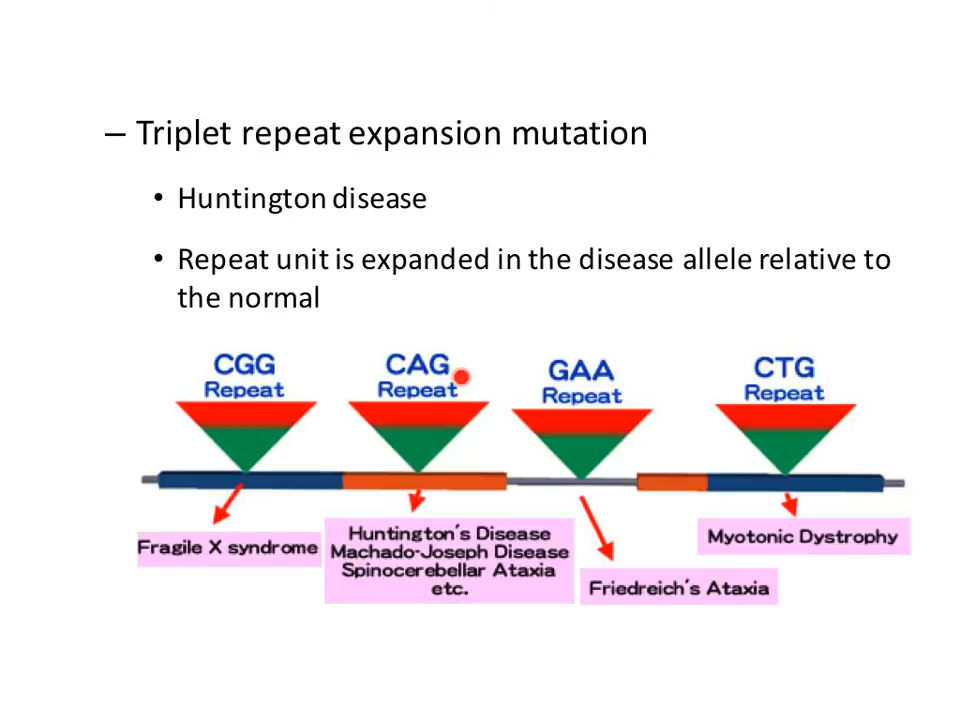 – Triplet repeat expansion mutation
• Huntington disease
• Repeat unit is expanded in the disease allele relative to
the normal
CGG
Repeat
CAG
Repeat
GAA
Repeat
CTG
Repeat
Fragile X syndrome
Huntington's Disease
Machado-Joseph Disease
Spinocerebellar Ataxia
etc.
Friedreich's Ataxia
Myotonic Dystrophy